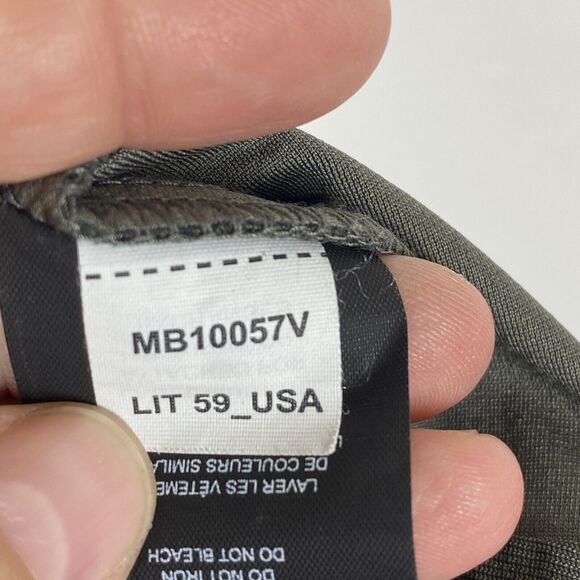 MB10057V
LIT 59_USA
DO NOT IRON
DO NOT BLEACH
LAVER LES VÊTEME
DE COULEURS SIMILA